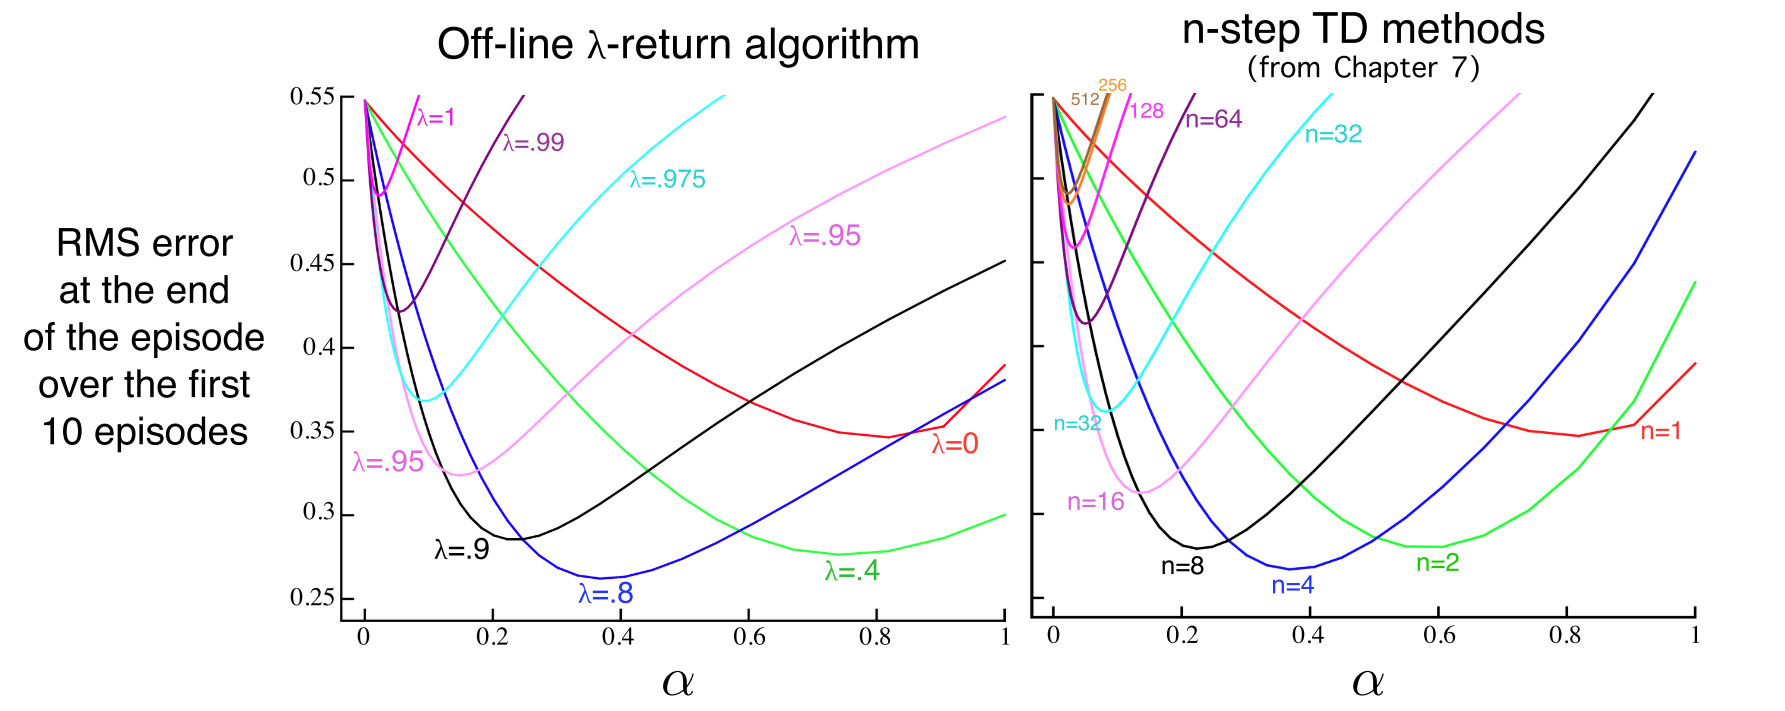 Off-line λ-return algorithm
n-step TD methods
(from Chapter 7)
RMS error
at the end
of the episode
over the first
10 episodes
0.55
0.5
0.45
0.4
0.35
0.3
0.25
λ=1
λ=.99
λ=.975
λ=.95
λ=.95
λ=0
λ=.9
λ=.4
λ=.8
0 0.2 0.4 0.6 0.8 1
α
256
512
128
n=64
n=32
n=32
n=1
n=16
n=8
n=2
n=4
0 0.2 0.4 0.6 0.8 1
α